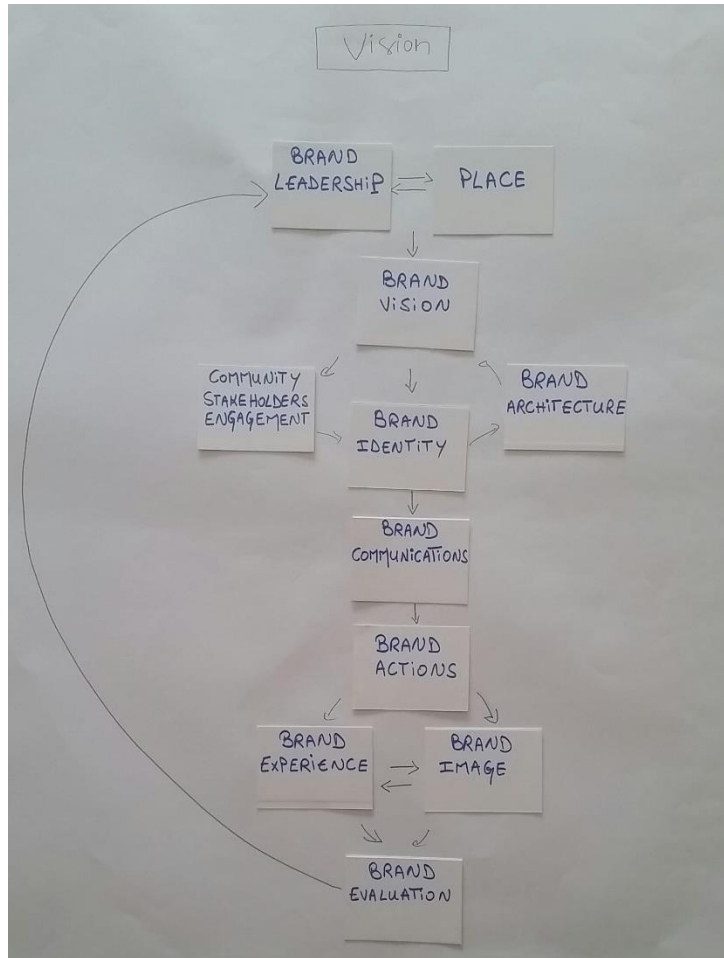 Vision
BRAND
LEADERSHiP
PLACE
BRAND
ViSiON
COMMUNiTY
STAKEHOLDERS
ENGAGEMENT
BRAND
ARCHiTECTURE
BRAND
IDENTiTY
BRAND
COMMUNiCATiONS
BRAND
ACTiONS
BRAND
EXPERiENCE
BRAND
IMAGE
BRAND
EVALUATiON